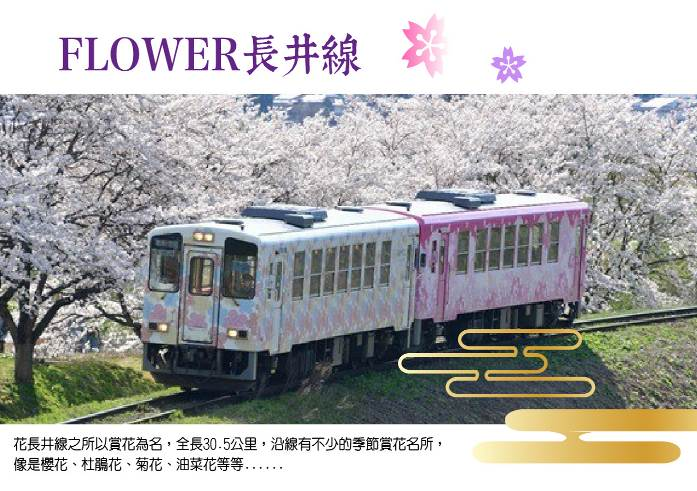 FLOWER長井線
花長井線之所以賞花為名，全長30.5公里，沿線有不少的季節賞花名所，
像是櫻花、杜鵑花、菊花、油菜花等等......